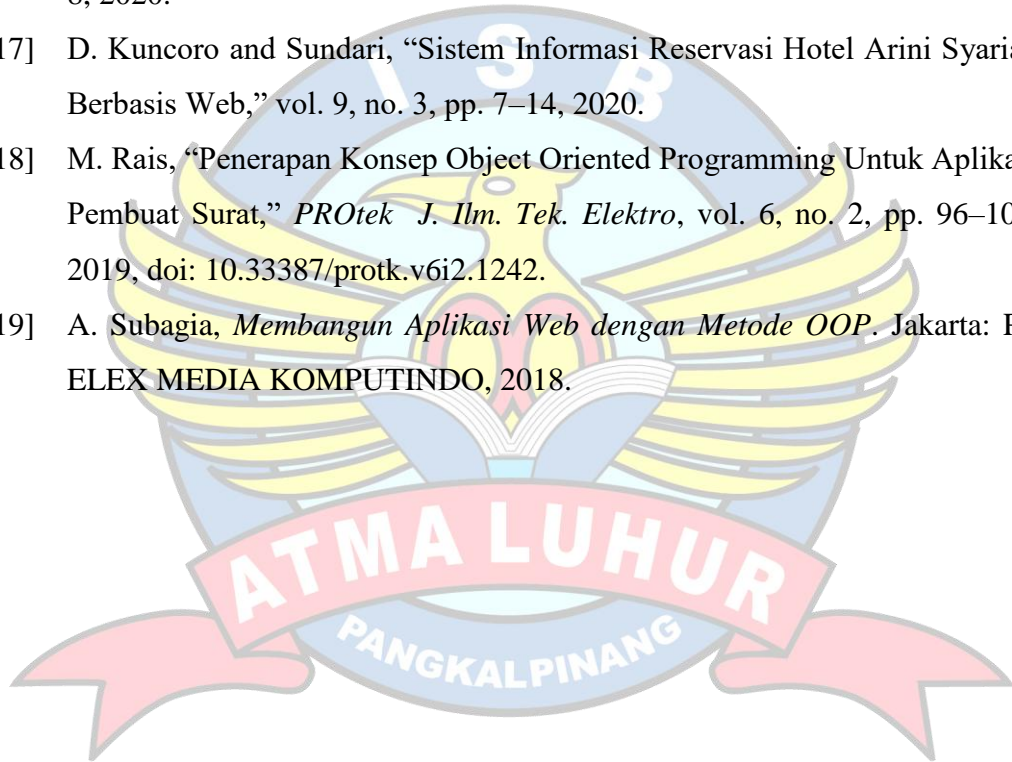 8, 2020.
17] D. Kuncoro and Sundari, “Sistem Informasi Reservasi Hotel Arini Syaria
Berbasis Web,” vol. 9, no. 3, pp. 7–14, 2020.
18] M. Rais, “Penerapan Konsep Object Oriented Programming Untuk Aplika
Pembuat Surat,” PROtek J. Ilm. Tek. Elektro, vol. 6, no. 2, pp. 96–10
2019, doi: 10.33387/protk.v6i2.1242.
19] A. Subagia, Membangun Aplikasi Web dengan Metode OOP. Jakarta: P
ELEX MEDIA KOMPUTINDO, 2018.
I S B
ATMA LUHUR
PANGKALPINANG